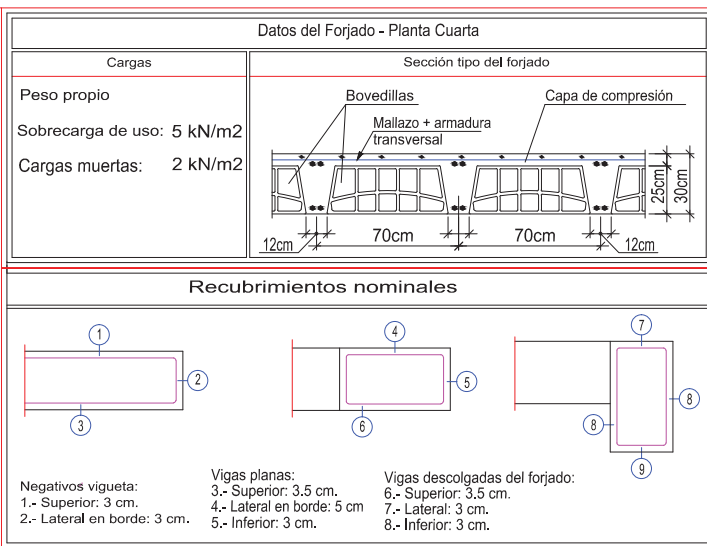 Datos del Forjado - Planta Cuarta
Cargas
Sección tipo del forjado
Peso propio
Sobrecarga de uso: 5 kN/m2
Cargas muertas: 2 kN/m2
Bovedillas
Capa de compresión
Mallazo + armadura
transversal
25cm
30cm
70cm
70cm
12cm
12cm
Recubrimientos nominales
1
2
3
4
5
6
7
8
8
9
Negativos vigueta:
1.- Superior: 3 cm.
2.- Lateral en borde: 3 cm.
Vigas planas:
3.- Superior: 3.5 cm.
4.- Lateral en borde: 5 cm
5.- Inferior: 3 cm.
Vigas descolgadas del forjado:
6.- Superior: 3.5 cm.
7.- Lateral: 3 cm.
8.- Inferior: 3 cm.